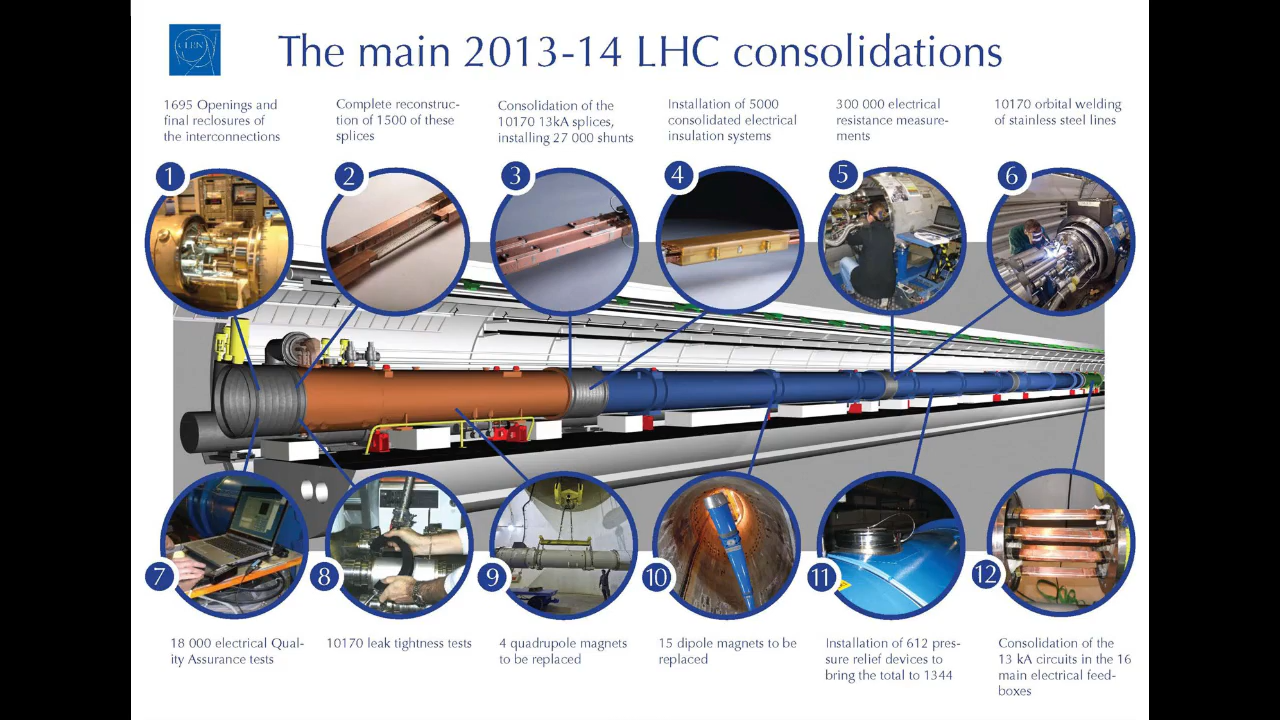 CERN
The main 2013-14 LHC consolidations
1695 Openings and
final reclosures of
the interconnections
Complete reconstruc-
tion of 1500 of these
splices
Consolidation of the
10170 13kA splices,
installing 27 000 shunts
Installation of 5000
consolidated electrical
insulation systems
300 000 electrical
resistance measure-
ments
10170 orbital welding
of stainless steel lines
1
2
3
4
5
6
7
8
9
10
11
12
18 000 electrical Qual-
ity Assurance tests
10170 leak tightness tests
4 quadrupole magnets
to be replaced
15 dipole magnets to be
replaced
Installation of 612 pres-
sure relief devices to
bring the total to 1344
Consolidation of the
13 kA circuits in the 16
main electrical feed-
boxes